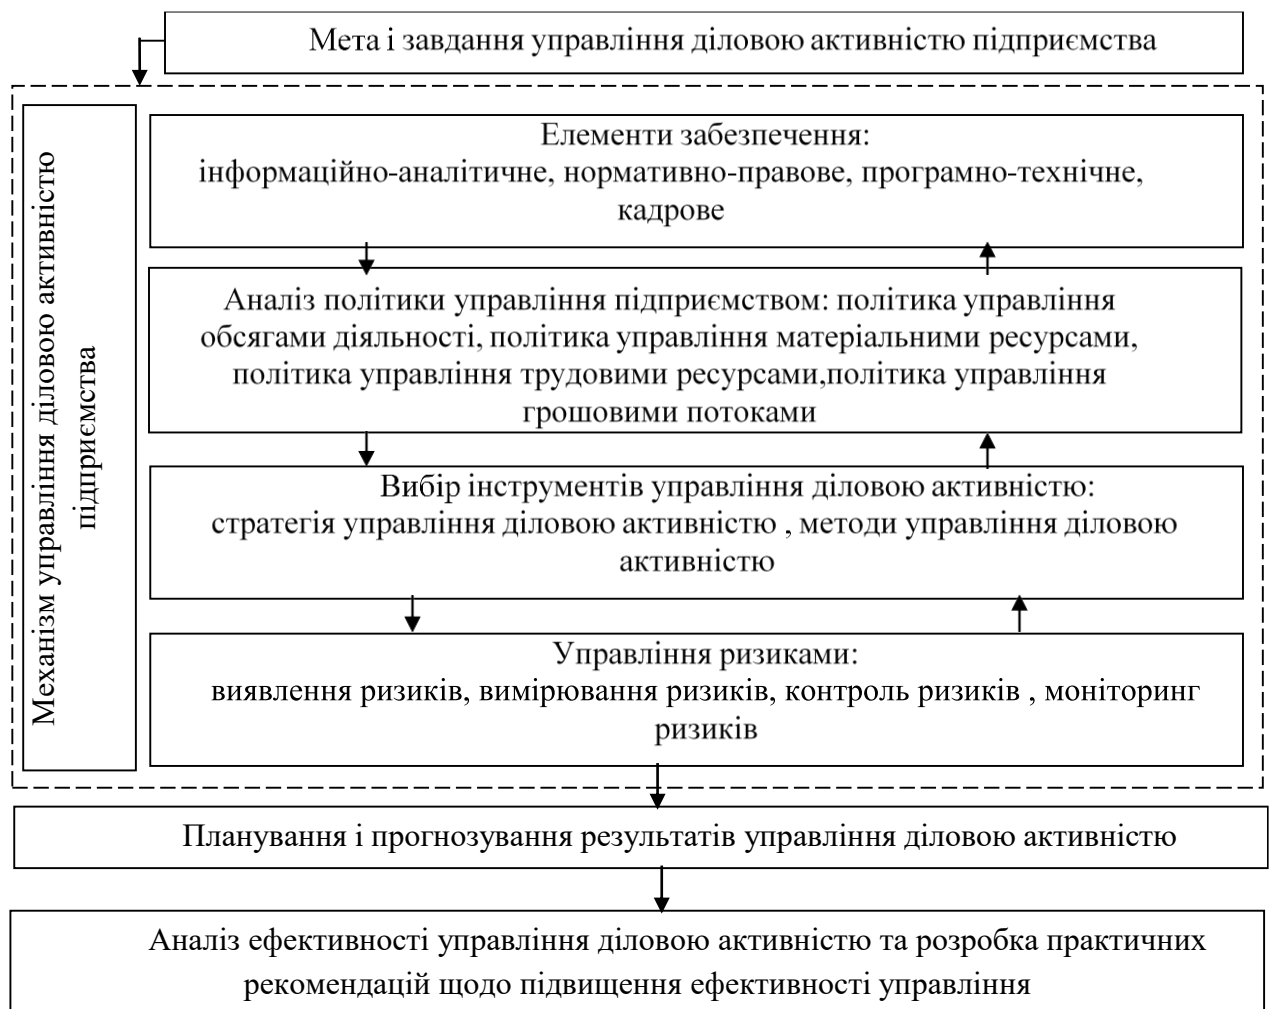 Мета і завдання управління діловою активністю підприємства
Механізм управління діловою активністю
підприємства
Елементи забезпечення:
інформаційно-аналітичне, нормативно-правове, програмно-технічне,
кадрове
Аналіз політики управління підприємством: політика управління
обсягами діяльності, політика управління матеріальними ресурсами,
політика управління трудовими ресурсами,політика управління
грошовими потоками
Вибір інструментів управління діловою активністю:
стратегія управління діловою активністю , методи управління діловою
активністю
Управління ризиками:
виявлення ризиків, вимірювання ризиків, контроль ризиків , моніторинг
ризиків
Планування і прогнозування результатів управління діловою активністю
Аналіз ефективності управління діловою активністю та розробка практичних
рекомендацій щодо підвищення ефективності управління